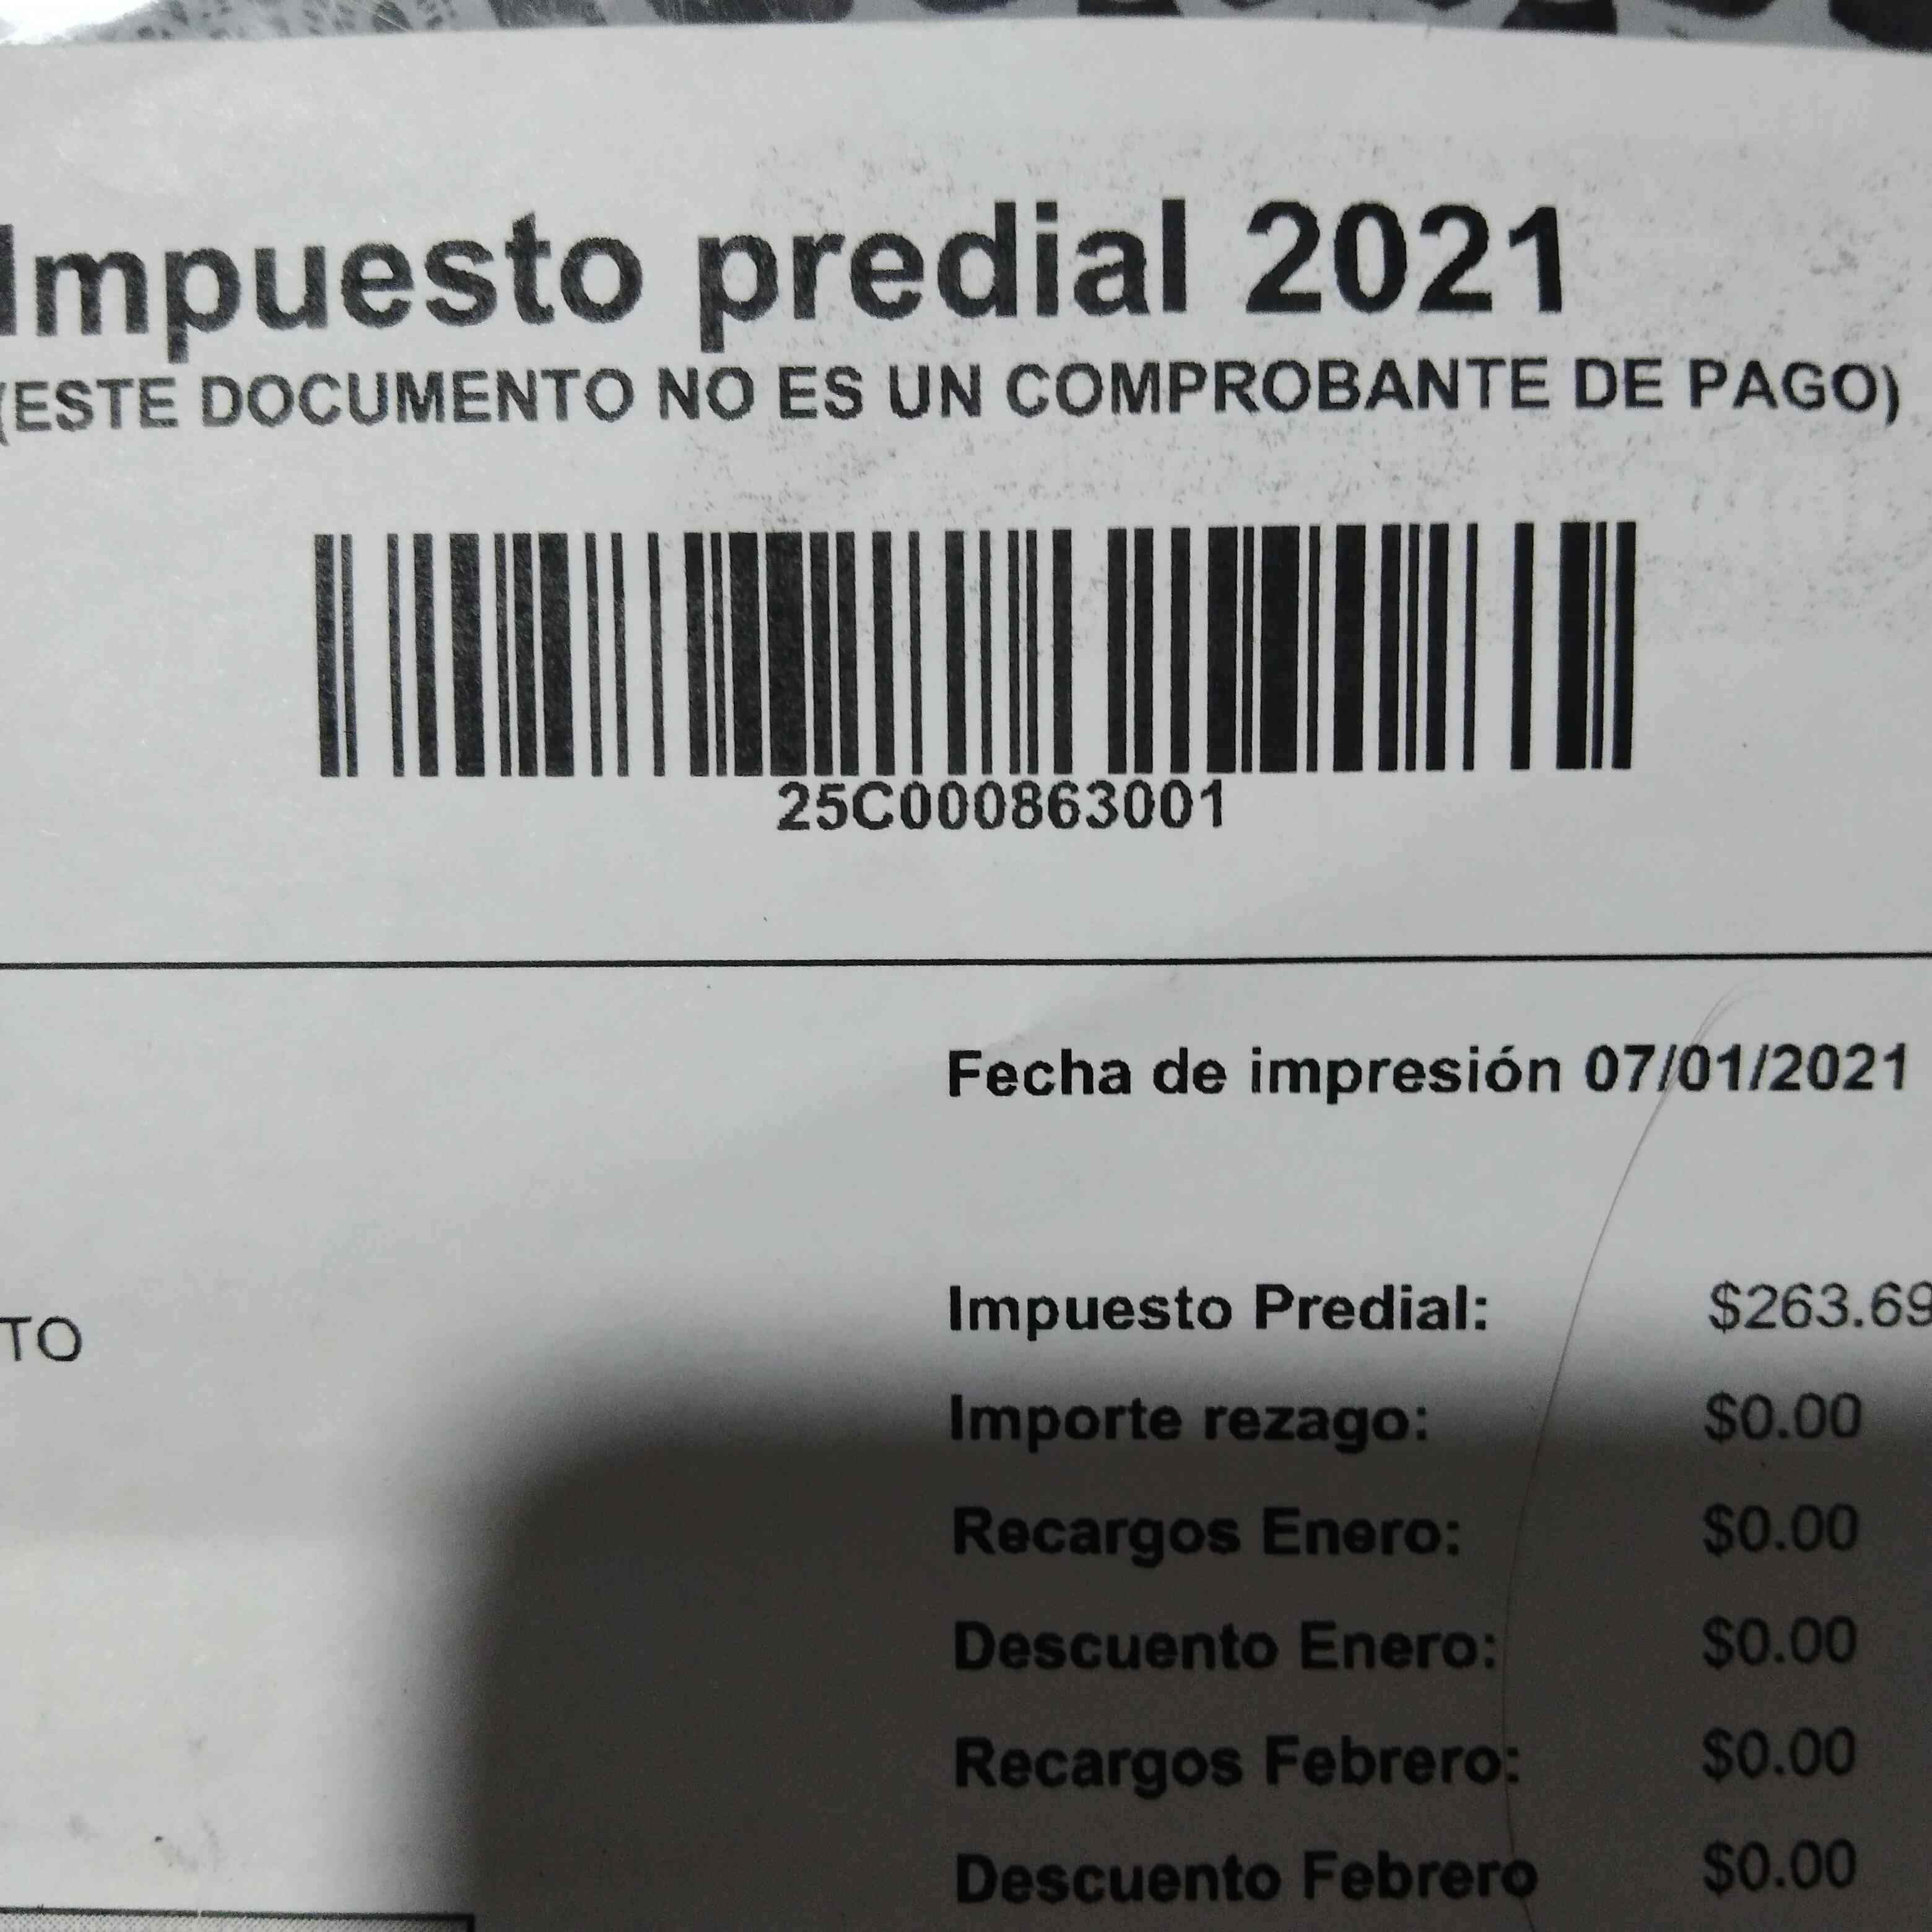 Impuesto predial 2021
(ESTE DOCUMENTO NO ES UN COMPROBANTE DE PAGO)
25C000863001
Fecha de impresión 07/01/2021
Impuesto Predial: $263.69
TO
Importe rezago: $0.00
Recargos Enero: $0.00
Descuento Enero: $0.00
Recargos Febrero: $0.00
Descuento Febrero $0.00